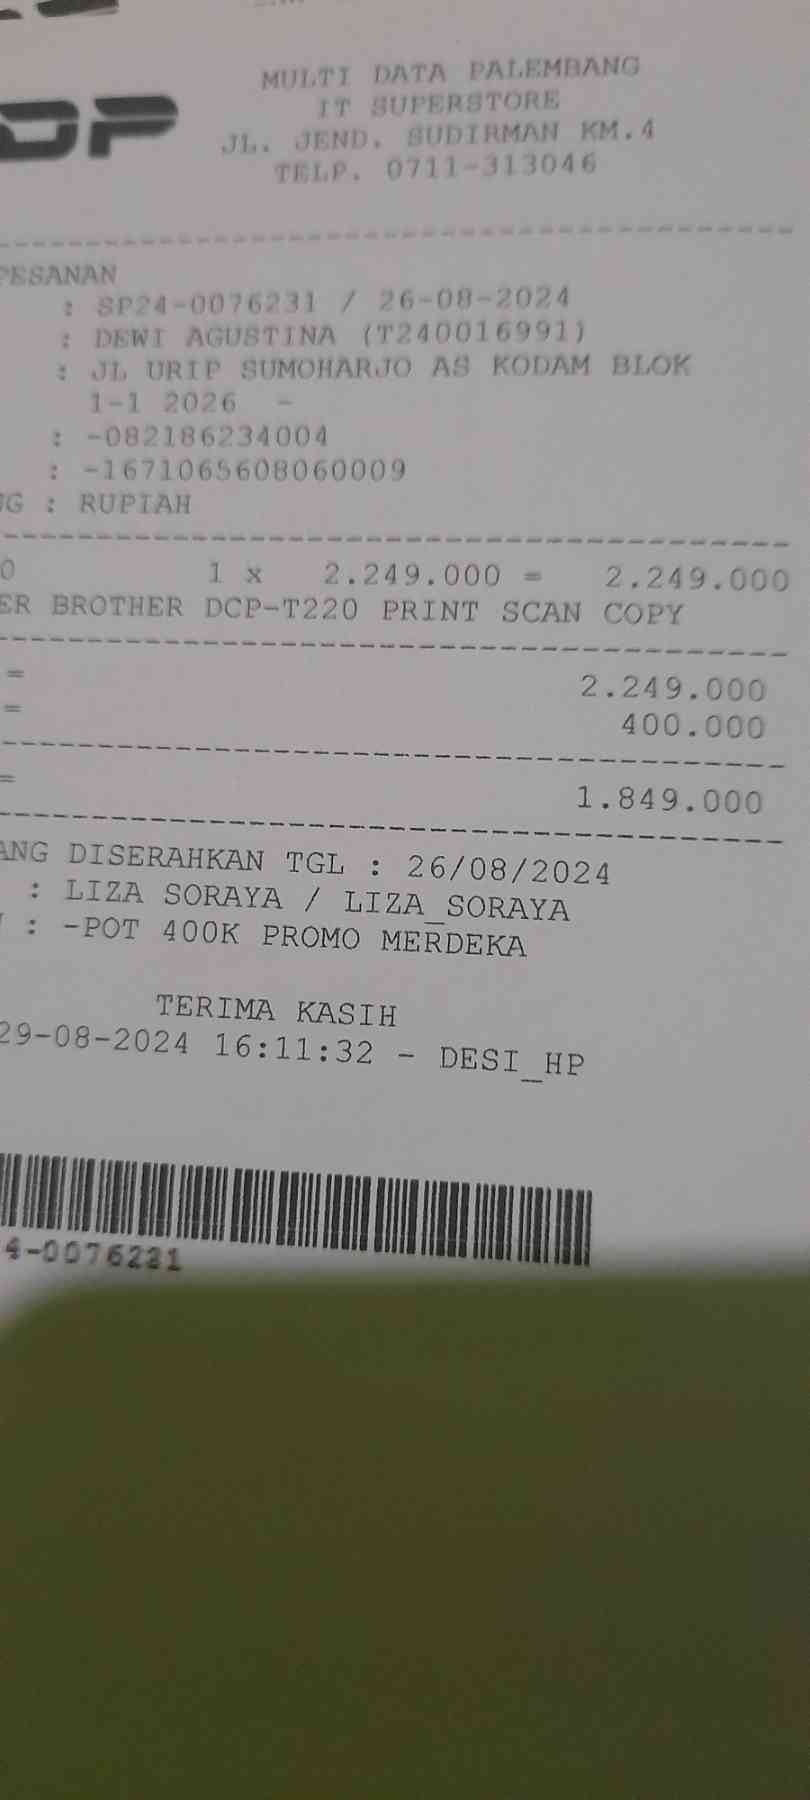 DP
MULTI DATA PALEMBANG
IT SUPERSTORE
JL. JEND. SUDIRMAN KM.4
TELP. 0711-313046
PESANAN
: SP24-0076231 / 26-08-2024
: DEWI AGUSTINA (T240016991)
: JL URIP SUMOHARJO AS KODAM BLOK
1-1 2026 -
: -082186234004
: -1671065608060009
NG : RUPIAH
0 1 x 2.249.000 = 2.249.000
ER BROTHER DCP-T220 PRINT SCAN COPY
= 2.249.000
= 400.000
= 1.849.000
ANG DISERAHKAN TGL : 26/08/2024
: LIZA SORAYA / LIZA_SORAYA
: -POT 400K PROMO MERDEKA
TERIMA KASIH
29-08-2024 16:11:32 - DESI_HP
4-0076231